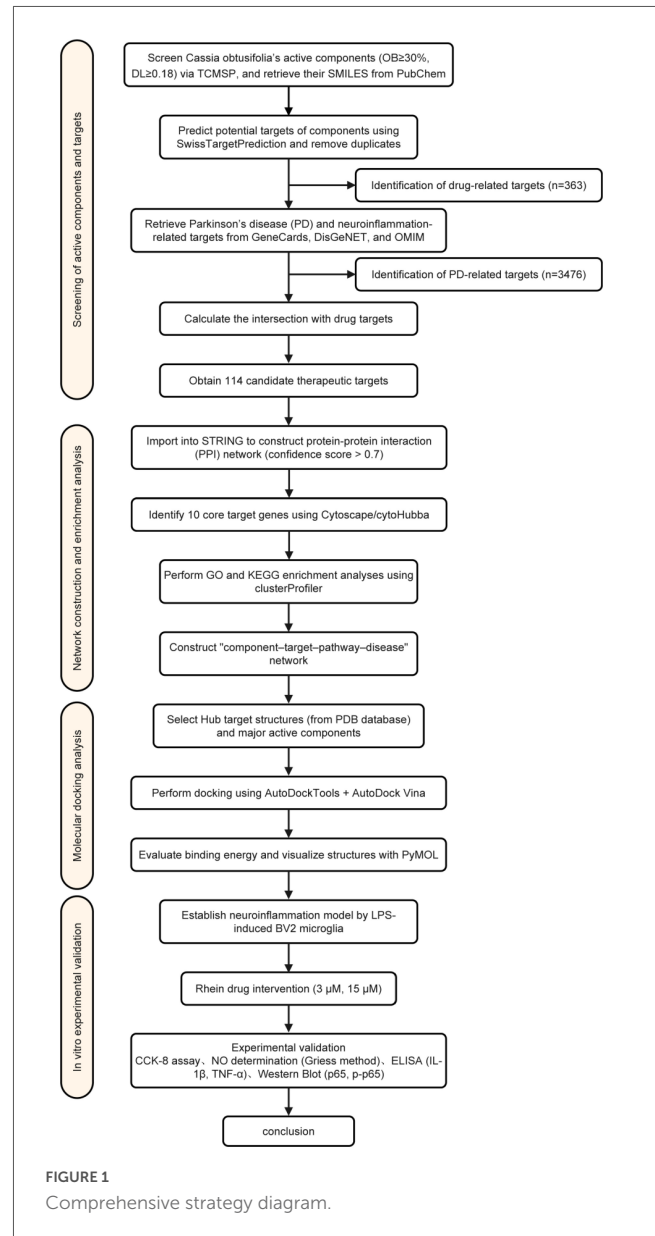 Screening of active components and targets
Screen Cassia obtusifolia's active components (OB≥30%,
DL≥0.18) via TCMSP, and retrieve their SMILES from PubChem
Predict potential targets of components using
SwissTargetPrediction and remove duplicates
Identification of drug-related targets (n=363)
Retrieve Parkinson's disease (PD) and neuroinflammation-
related targets from GeneCards, DisGeNET, and OMIM
Identification of PD-related targets (n=3476)
Calculate the intersection with drug targets
Obtain 114 candidate therapeutic targets
Network construction and enrichment analysis
Import into STRING to construct protein-protein interaction
(PPI) network (confidence score > 0.7)
Identify 10 core target genes using Cytoscape/cytoHubba
Perform GO and KEGG enrichment analyses using
clusterProfiler
Construct "component–target–pathway–disease"
network
Molecular docking analysis
Select Hub target structures (from PDB database)
and major active components
Perform docking using AutoDockTools + AutoDock Vina
Evaluate binding energy and visualize structures with PyMOL
In vitro experimental validation
Establish neuroinflammation model by LPS-
induced BV2 microglia
Rhein drug intervention (3 μM, 15 μM)
Experimental validation
CCK-8 assay、NO determination (Griess method)、ELISA (IL-
1β, TNF-α)、Western Blot (p65, p-p65)
conclusion
FIGURE 1
Comprehensive strategy diagram.